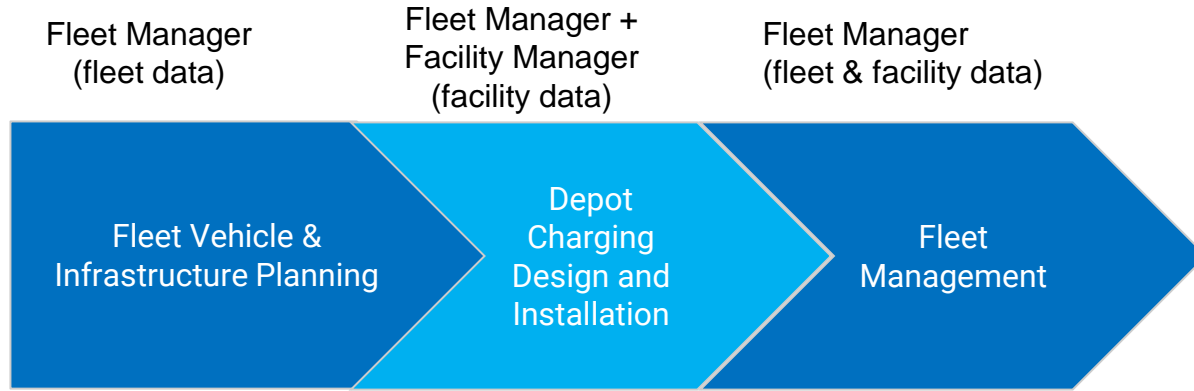 Fleet Manager
(fleet data)
Fleet Manager +
Facility Manager
(facility data)
Fleet Manager
(fleet & facility data)
Fleet Vehicle &
Infrastructure Planning
Depot
Charging
Design and
Installation
Fleet
Management